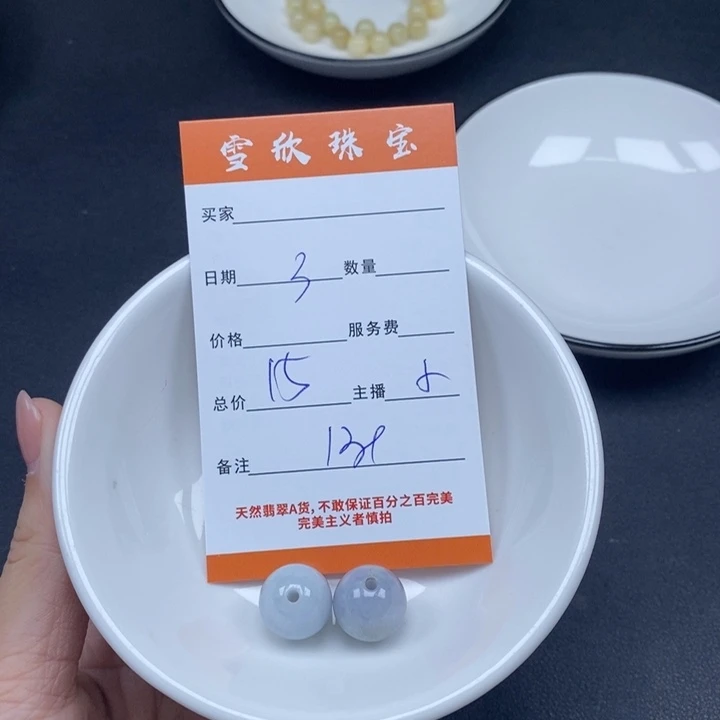 雪欣珠宝
买家
日期 3 数量
价格 服务费
总价 15 主播
备注
天然翡翠A货,不敢保证百分之百完美
完美主义者慎拍